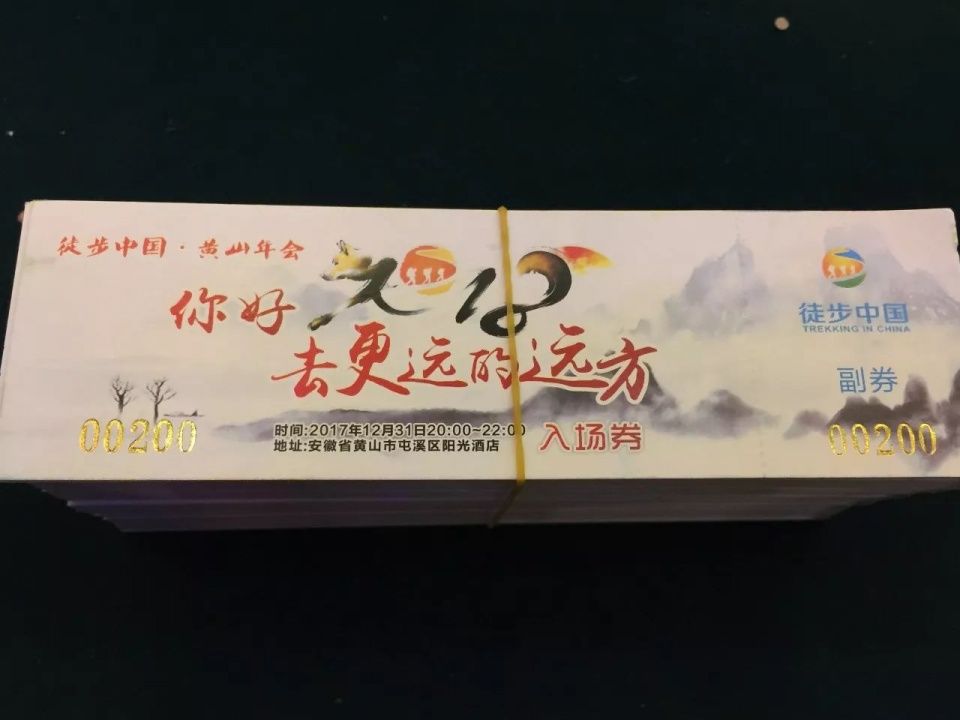 徒步中国·黄山年会
你好 2018
去更远的远方
00200
时间:2017年12月31日20:00~22:00
地址:安徽省黄山市屯溪区阳光酒店
入场券
徒步中国
TREKKING IN CHINA
副券
00200